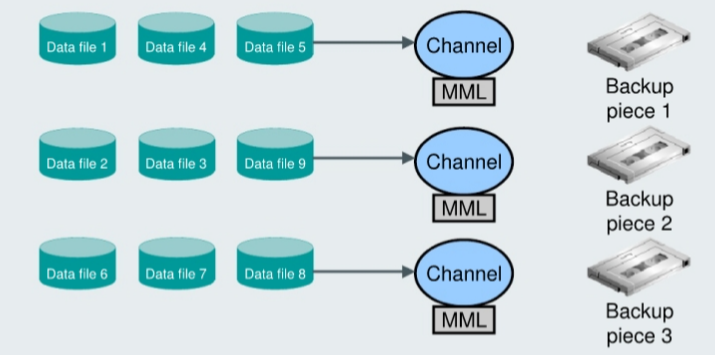 Data file 1 Data file 4 Data file 5 Channel
MML
Backup
piece 1
Data file 2 Data file 3 Data file 9 Channel
MML
Backup
piece 2
Data file 6 Data file 7 Data file 8 Channel
MML
Backup
piece 3